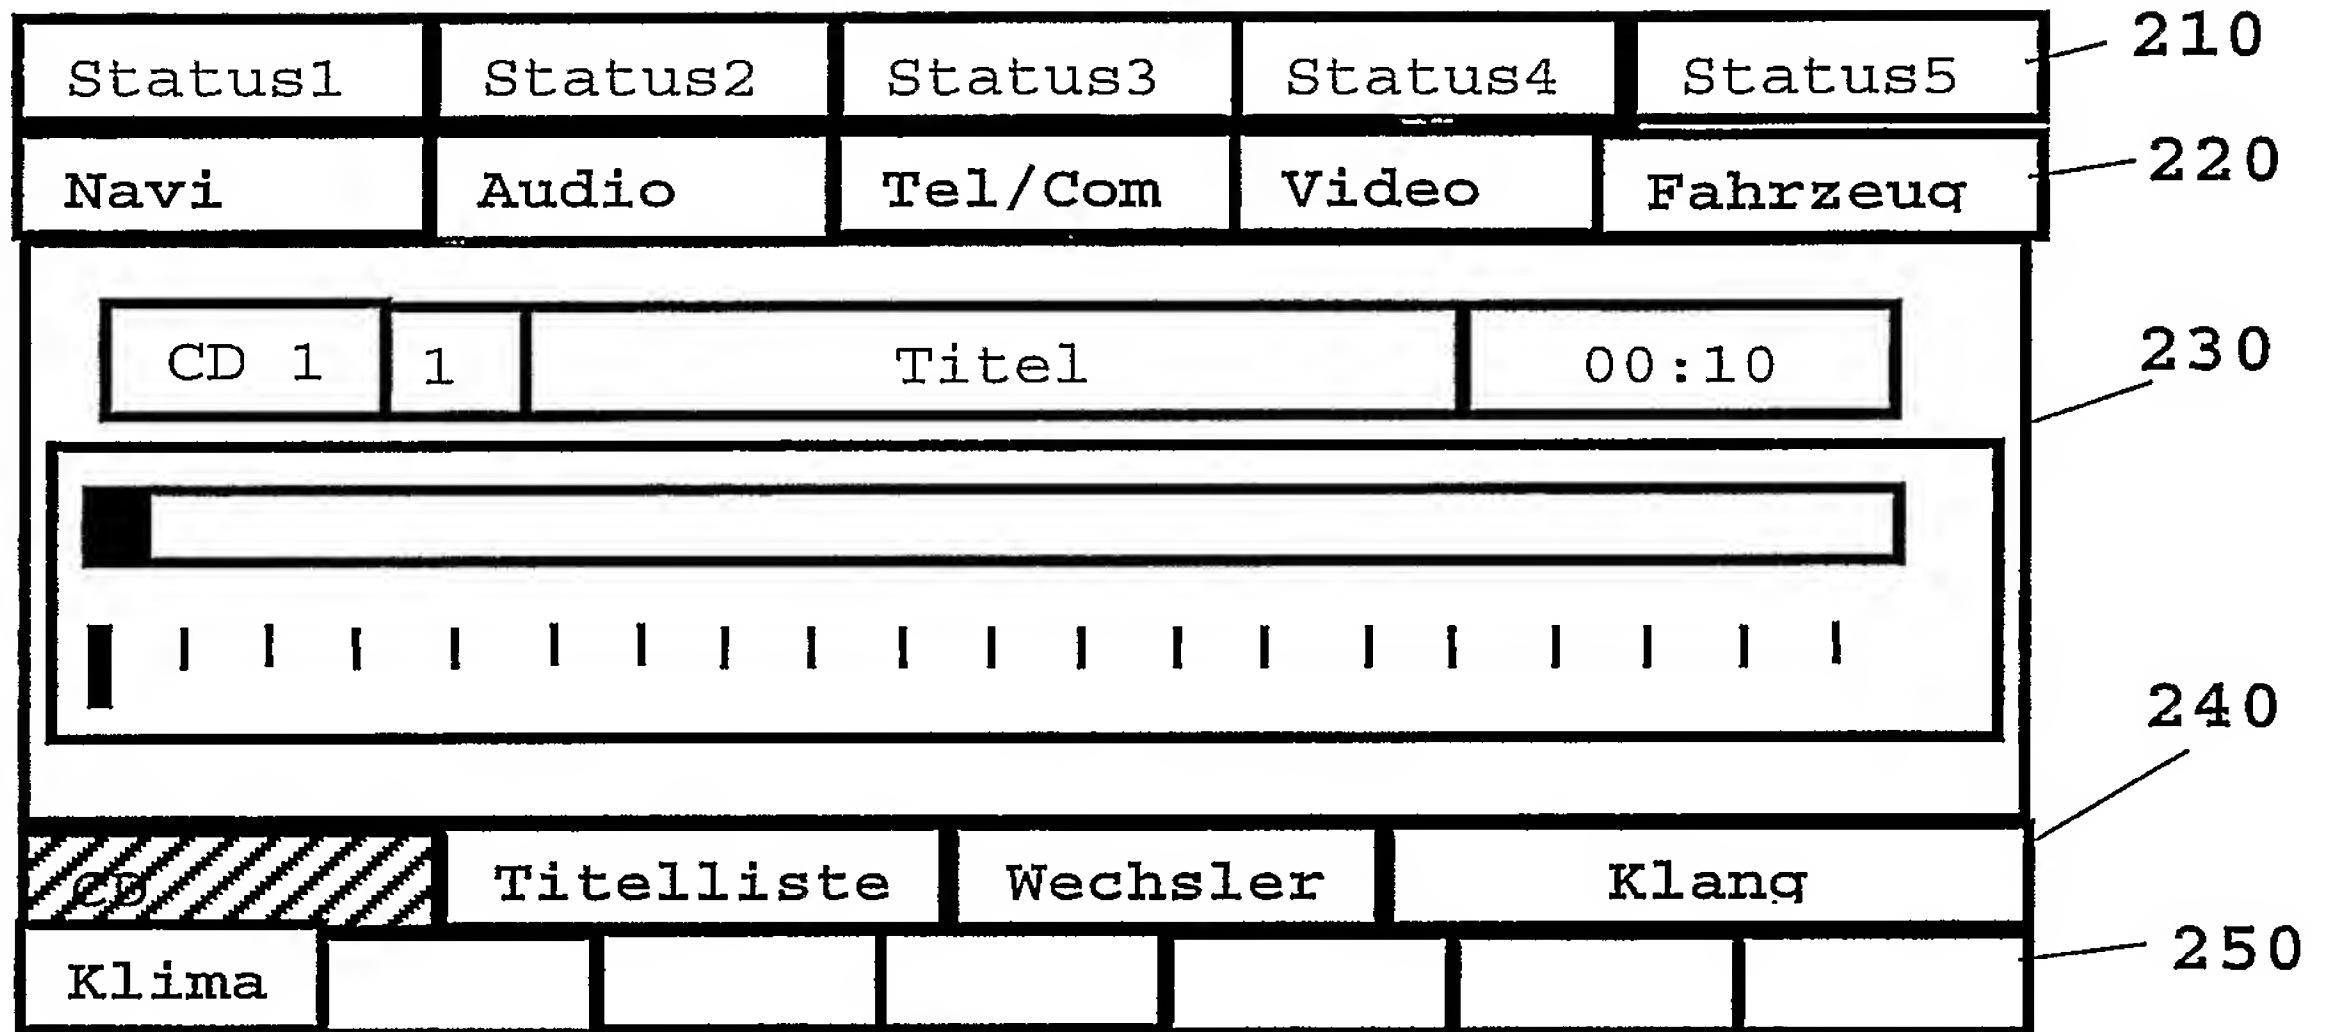 Status1 Status2 Status3 Status4 Status5 210
Navi Audio Tel/Com Video Fahrzeug 220
CD 1 1 Titel 00:10
230
240
CD Titelliste Wechsler Klang
Klima 250